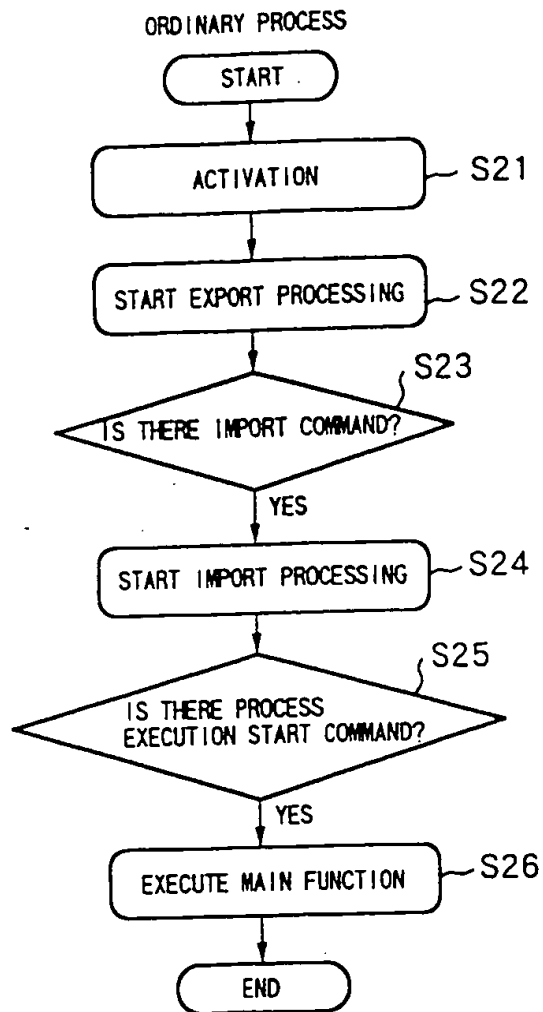 ORDINARY PROCESS
START
ACTIVATION
S21
START EXPORT PROCESSING
S22
S23
IS THERE IMPORT COMMAND?
YES
START IMPORT PROCESSING
S24
S25
IS THERE PROCESS
EXECUTION START COMMAND?
YES
EXECUTE MAIN FUNCTION
S26
END